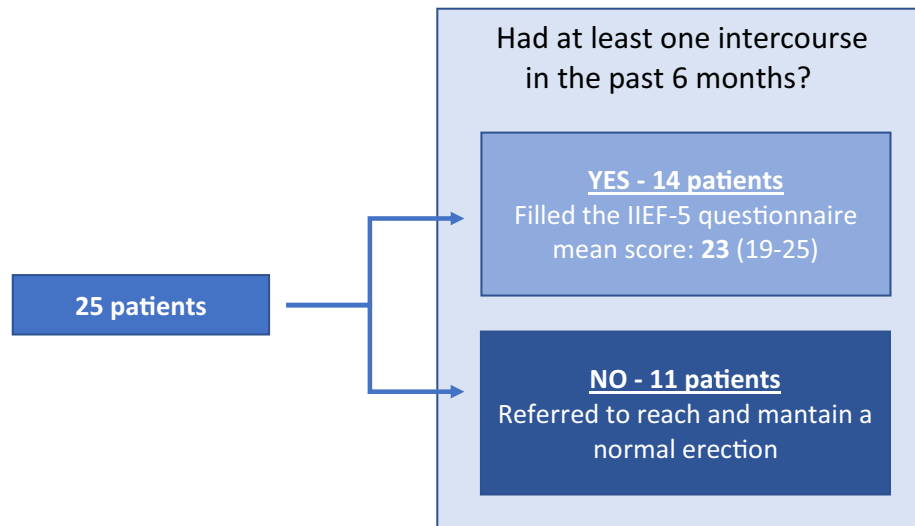 Had at least one intercourse
in the past 6 months?
YES - 14 patients
Filled the IIEF-5 questionnaire
mean score: 23 (19-25)
25 patients
NO - 11 patients
Referred to reach and mantain a
normal erection